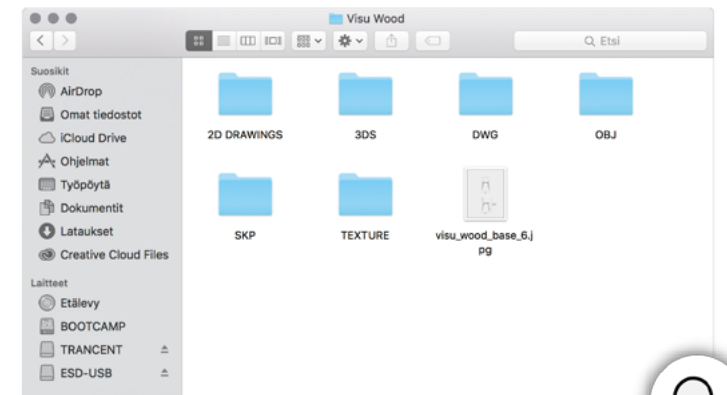 Visu Wood
Etsi
Suosikit
AirDrop
Omat tiedostot
iCloud Drive
Ohjelmat
Työpöytä
Dokumentit
Lataukset
Creative Cloud Files
Laitteet
Etälevy
BOOTCAMP
TRANCENT
ESD-USB
2D DRAWINGS
3DS
DWG
OBJ
SKP
TEXTURE
visu_wood_base_6.j
pg